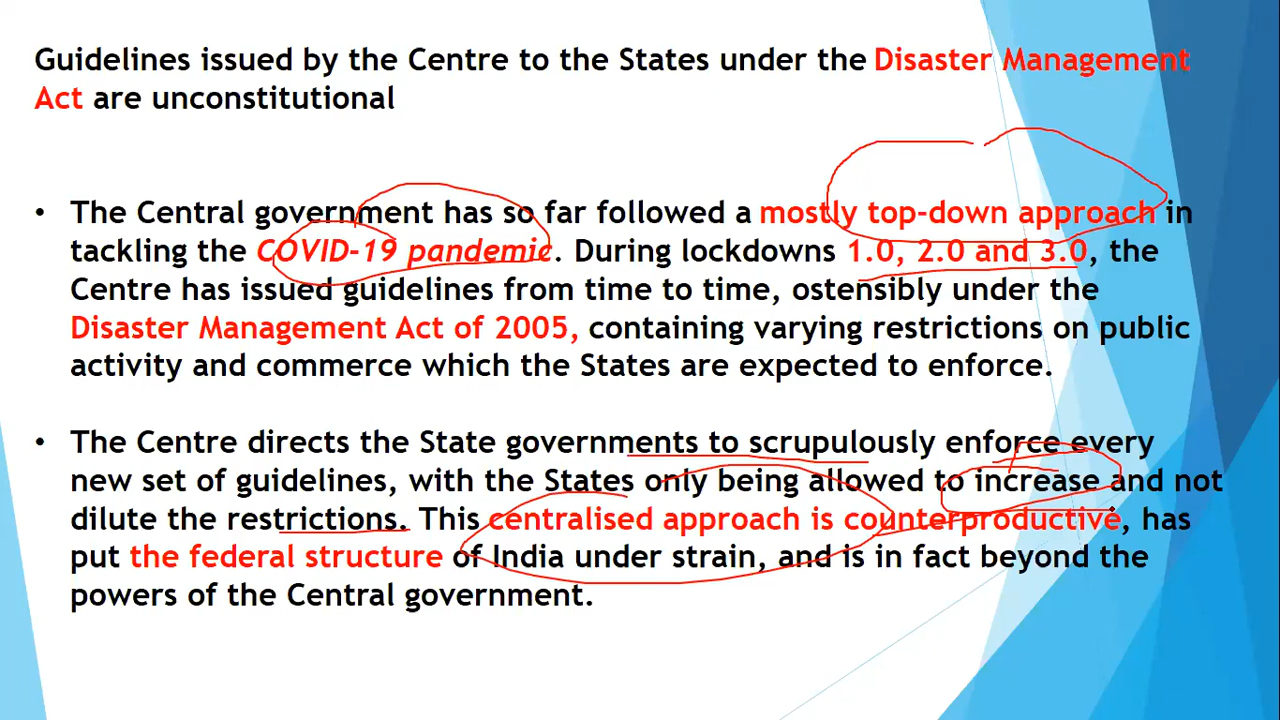 Guidelines issued by the Centre to the States under the Disaster Management
Act are unconstitutional
• The Central government has so far followed a mostly top-down approach in
tackling the COVID-19 pandemic. During lockdowns 1.0, 2.0 and 3.0, the
Centre has issued guidelines from time to time, ostensibly under the
Disaster Management Act of 2005, containing varying restrictions on public
activity and commerce which the States are expected to enforce.
• The Centre directs the State governments to scrupulously enforce every
new set of guidelines, with the States only being allowed to increase and not
dilute the restrictions. This centralised approach is counterproductive, has
put the federal structure of India under strain, and is in fact beyond the
powers of the Central government.